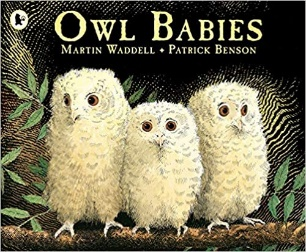 OWL BABIES
MARTIN WADDELL • PATRICK BENSON